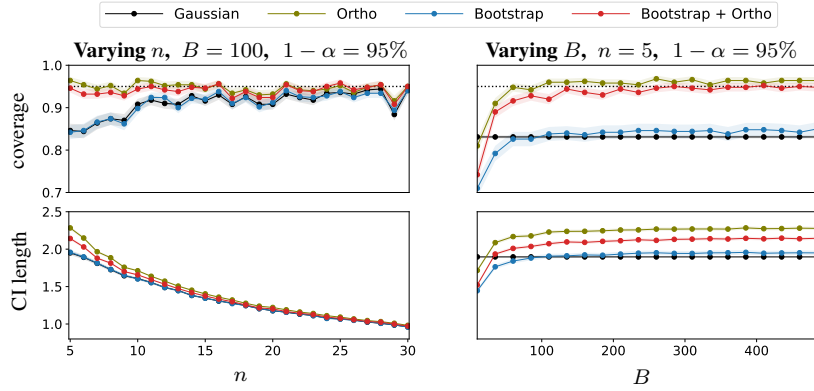 Gaussian Ortho Bootstrap Bootstrap + Ortho
Varying n, B = 100, 1 − α = 95%
Varying B, n = 5, 1 − α = 95%
1.0
0.9
0.8
0.7
coverage
2.5
2.0
1.5
1.0
CI length
5 10 15 20 25 30
100 200 300 400
n
B